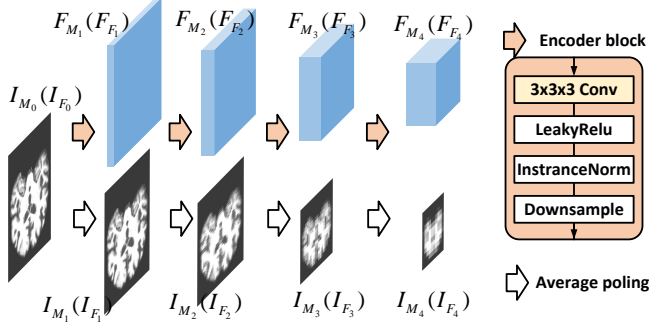 F_{M_1}(F_{F_1}) F_{M_2}(F_{F_2}) F_{M_3}(F_{F_3}) F_{M_4}(F_{F_4})
I_{M_0}(I_{F_0})
I_{M_1}(I_{F_1}) I_{M_2}(I_{F_2}) I_{M_3}(I_{F_3}) I_{M_4}(I_{F_4})
Encoder block
3x3x3 Conv
LeakyRelu
InstranceNorm
Downsample
Average poling